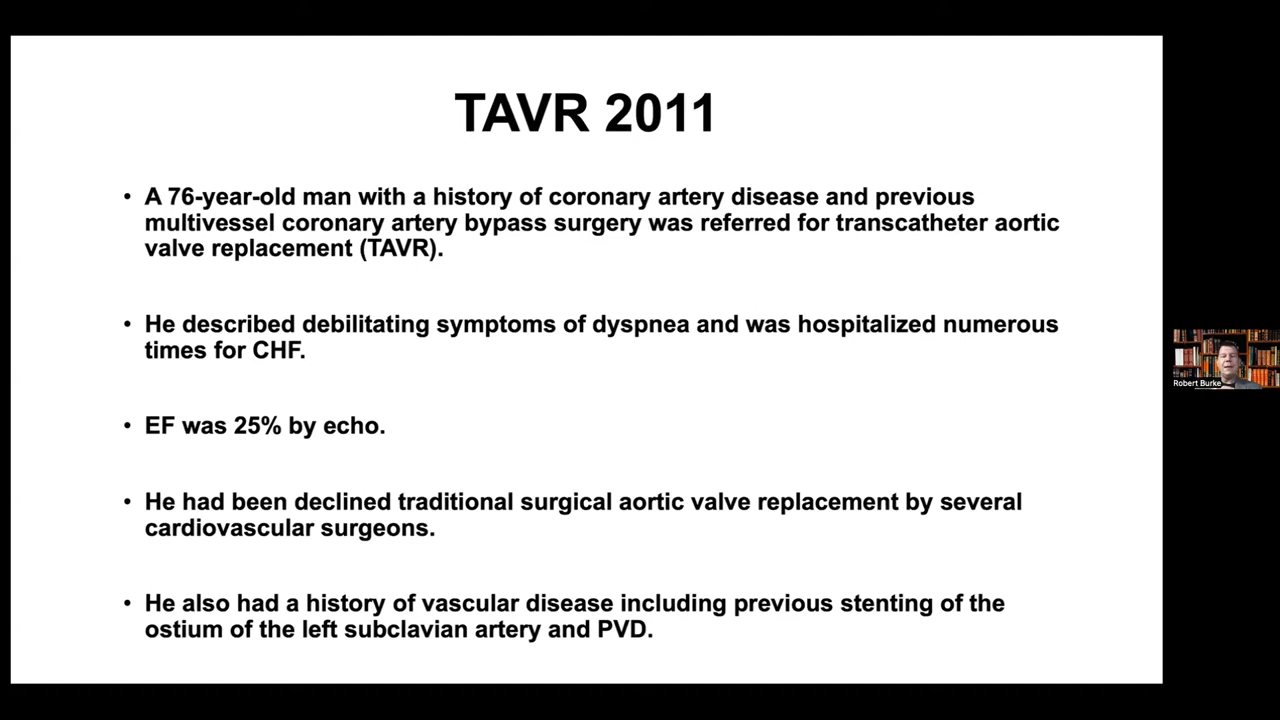 TAVR 2011
• A 76-year-old man with a history of coronary artery disease and previous
multivessel coronary artery bypass surgery was referred for transcatheter aortic
valve replacement (TAVR).
• He described debilitating symptoms of dyspnea and was hospitalized numerous
times for CHF.
• EF was 25% by echo.
• He had been declined traditional surgical aortic valve replacement by several
cardiovascular surgeons.
• He also had a history of vascular disease including previous stenting of the
ostium of the left subclavian artery and PVD.
Robert Burke